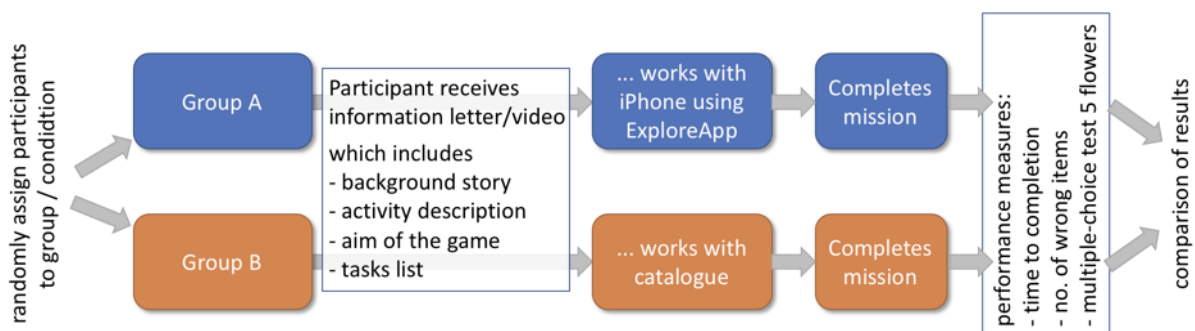 randomly assign participants
to group / condidtion
Group A
Group B
Participant receives
information letter/video
which includes
- background story
- activity description
- aim of the game
- tasks list
... works with
iPhone using
ExploreApp
... works with
catalogue
Completes
mission
Completes
mission
performance measures:
- time to completion
- no. of wrong items
- multiple-choice test 5 flowers
comparison of results